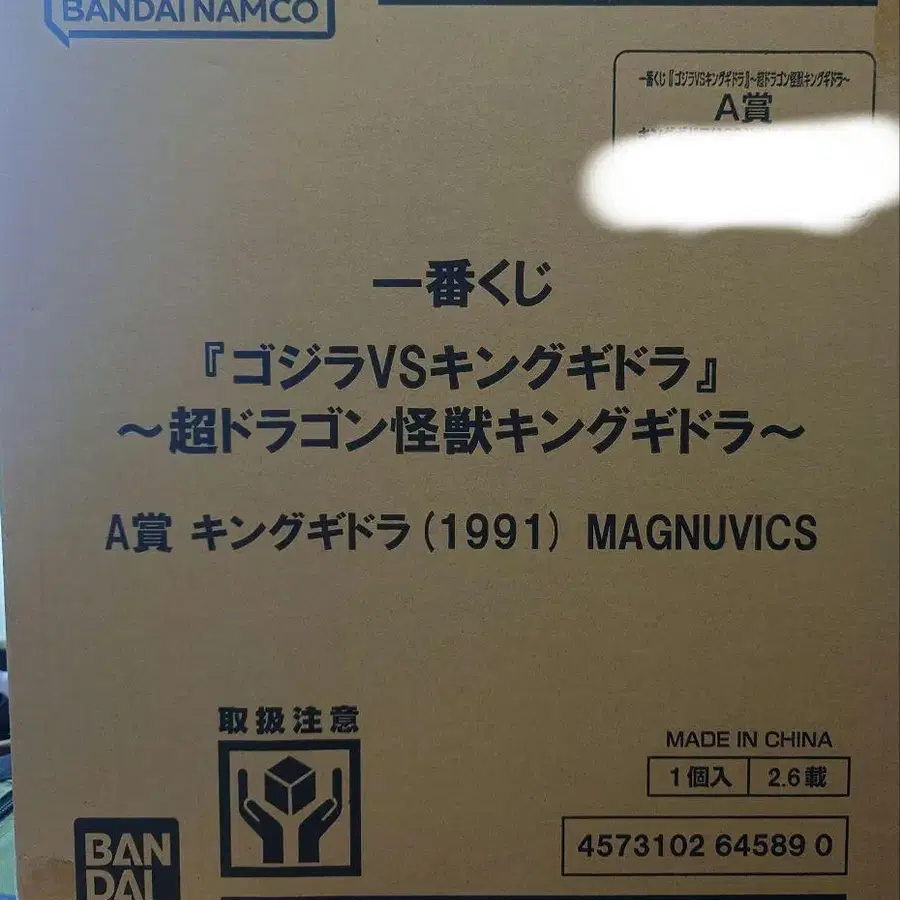 BANDAI NAMCO
一番くじ『ゴジラVSキングギドラ』～超ドラゴン怪獣キングギドラ～
A賞
一番くじ
『ゴジラVSキングギドラ』
～超ドラゴン怪獣キングギドラ～
A賞 キングギドラ(1991) MAGNUVICS
取扱注意
MADE IN CHINA
1個入 2.6載
4573102 64589 0
BAN
DAI